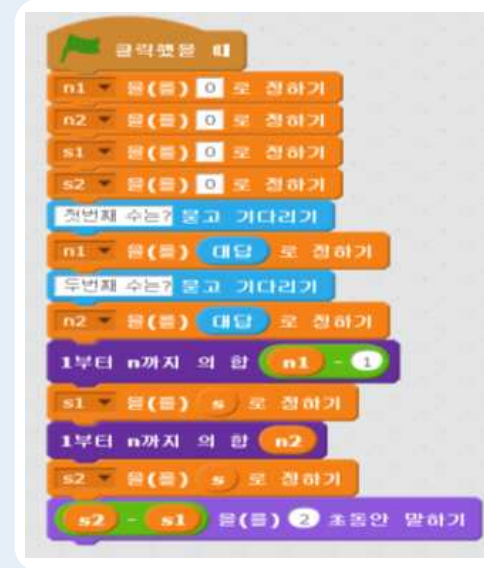 클릭했을 때
n1 을(를) 0 로 정하기
n2 을(를) 0 로 정하기
s1 을(를) 0 로 정하기
s2 을(를) 0 로 정하기
첫번째 수는? 묻고 기다리기
n1 을(를) 대답 로 정하기
두번째 수는? 묻고 기다리기
n2 을(를) 대답 로 정하기
1부터 n까지 의 합 n1 - 1
s1 을(를) s 로 정하기
1부터 n까지 의 합 n2
s2 을(를) s 로 정하기
s2 - s1 을(를) 2 초동안 말하기